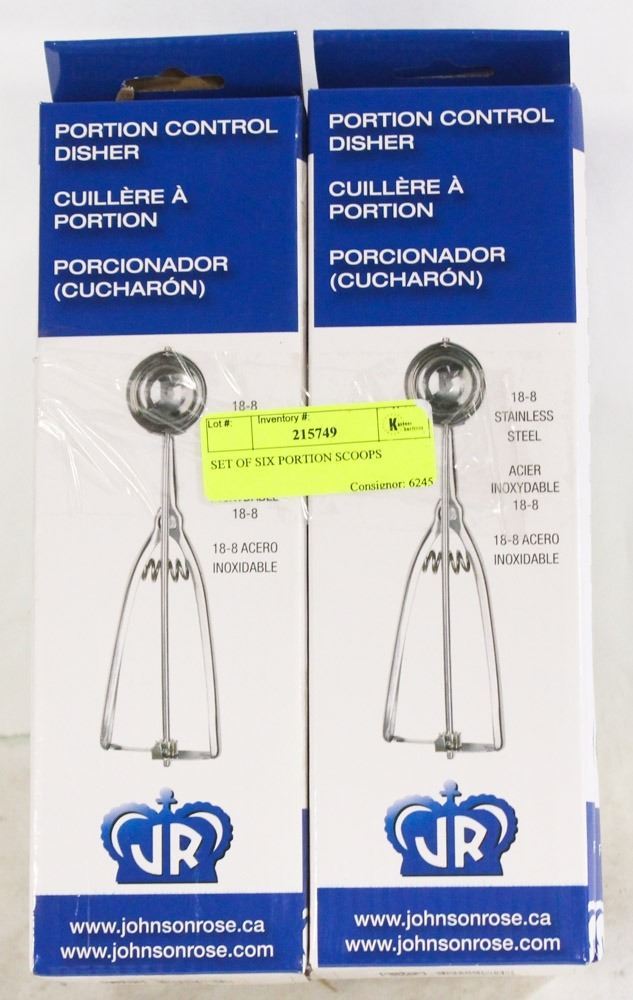 PORTION CONTROL
DISHER
CUILLÈRE À
PORTION
PORCIONADOR
(CUCHARÓN)
18-8
18-8
18-8 ACERO
INOXIDABLE
JR
www.johnsonrose.ca
www.johnsonrose.com
Lot #:
Inventory #:
215749
SET OF SIX PORTION SCOOPS
Consignor: 6245
PORTION CONTROL
DISHER
CUILLÈRE À
PORTION
PORCIONADOR
(CUCHARÓN)
18-8
STAINLESS
STEEL
ACIER
INOXYDABLE
18-8
18-8 ACERO
INOXIDABLE
JR
www.johnsonrose.ca
www.johnsonrose.com